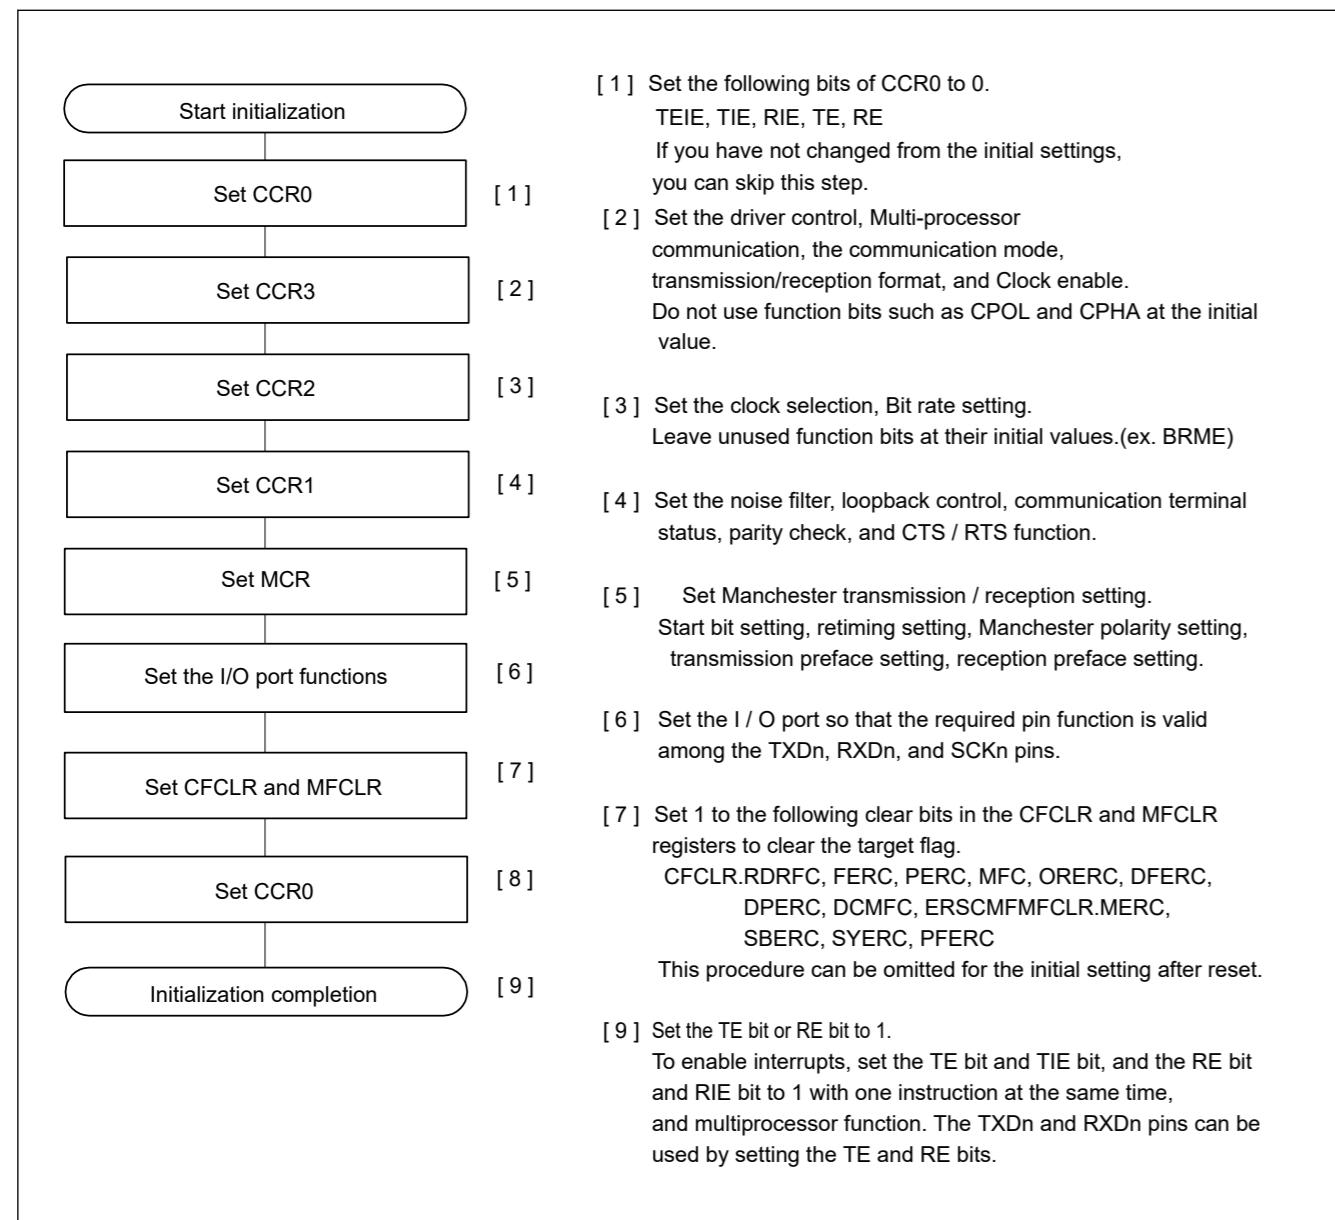 Start initialization
Set CCR0
[ 1 ]
Set CCR3
[ 2 ]
Set CCR2
[ 3 ]
Set CCR1
[ 4 ]
Set MCR
[ 5 ]
Set the I/O port functions
[ 6 ]
Set CFCLR and MFCLR
[ 7 ]
Set CCR0
[ 8 ]
Initialization completion
[ 9 ]
[ 1 ] Set the following bits of CCR0 to 0.
TEIE, TIE, RIE, TE, RE
If you have not changed from the initial settings,
you can skip this step.
[ 2 ] Set the driver control, Multi-processor
communication, the communication mode,
transmission/reception format, and Clock enable.
Do not use function bits such as CPOL and CPHA at the initial
value.
[ 3 ] Set the clock selection, Bit rate setting.
Leave unused function bits at their initial values.(ex. BRME)
[ 4 ] Set the noise filter, loopback control, communication terminal
status, parity check, and CTS / RTS function.
[ 5 ] Set Manchester transmission / reception setting.
Start bit setting, retiming setting, Manchester polarity setting,
transmission preface setting, reception preface setting.
[ 6 ] Set the I / O port so that the required pin function is valid
among the TXDn, RXDn, and SCKn pins.
[ 7 ] Set 1 to the following clear bits in the CFCLR and MFCLR
registers to clear the target flag.
CFCLR.RDRFC, FERC, PERC, MFC, ORERC, DFERC,
DPERC, DCMFC, ERSCMFMFCLR.MERC,
SBERC, SYERC, PFERC
This procedure can be omitted for the initial setting after reset.
[ 9 ] Set the TE bit or RE bit to 1.
To enable interrupts, set the TE bit and TIE bit, and the RE bit
and RIE bit to 1 with one instruction at the same time,
and multiprocessor function. The TXDn and RXDn pins can be
used by setting the TE and RE bits.